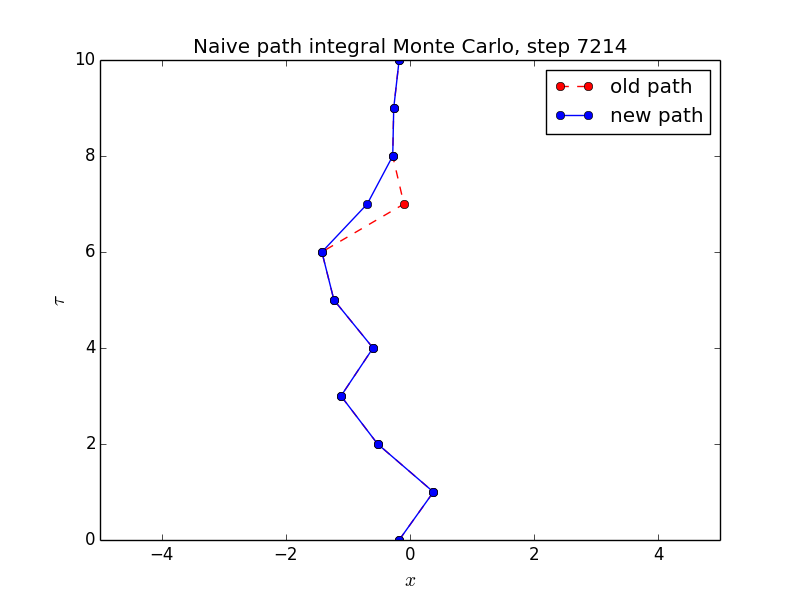 Naive path integral Monte Carlo, step 7214
10
8
6
4
2
0
τ
old path
new path
−4 −2 0 2 4
x